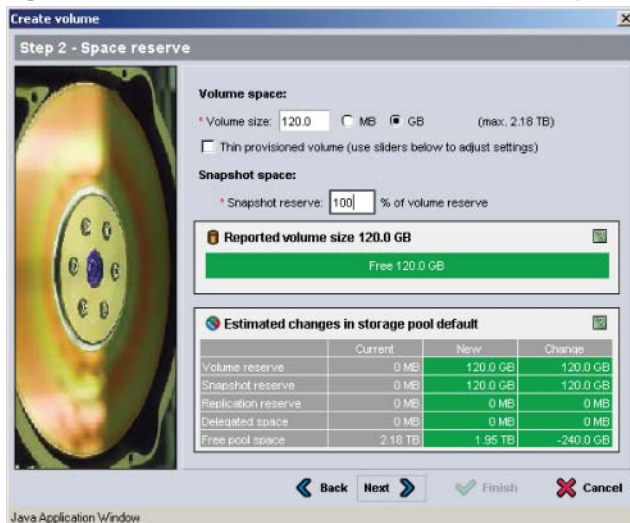 Create volume
Step 2 - Space reserve
Volume space:
* Volume size: 120.0 MB GB (max. 2.18 TB)
Thin provisioned volume (use sliders below to adjust settings)
Snapshot space:
* Snapshot reserve: 100 % of volume reserve
Reported volume size 120.0 GB
Free 120.0 GB
Estimated changes in storage pool default
Current New Change
Volume reserve 0 MB 120.0 GB 120.0 GB
Snapshot reserve 0 MB 120.0 GB 120.0 GB
Replication reserve 0 MB 0 MB 0 MB
Delegated space 0 MB 0 MB 0 MB
Free pool space 2.18 TB 1.95 TB -240.0 GB
Back Next Finish Cancel
Java Application Window